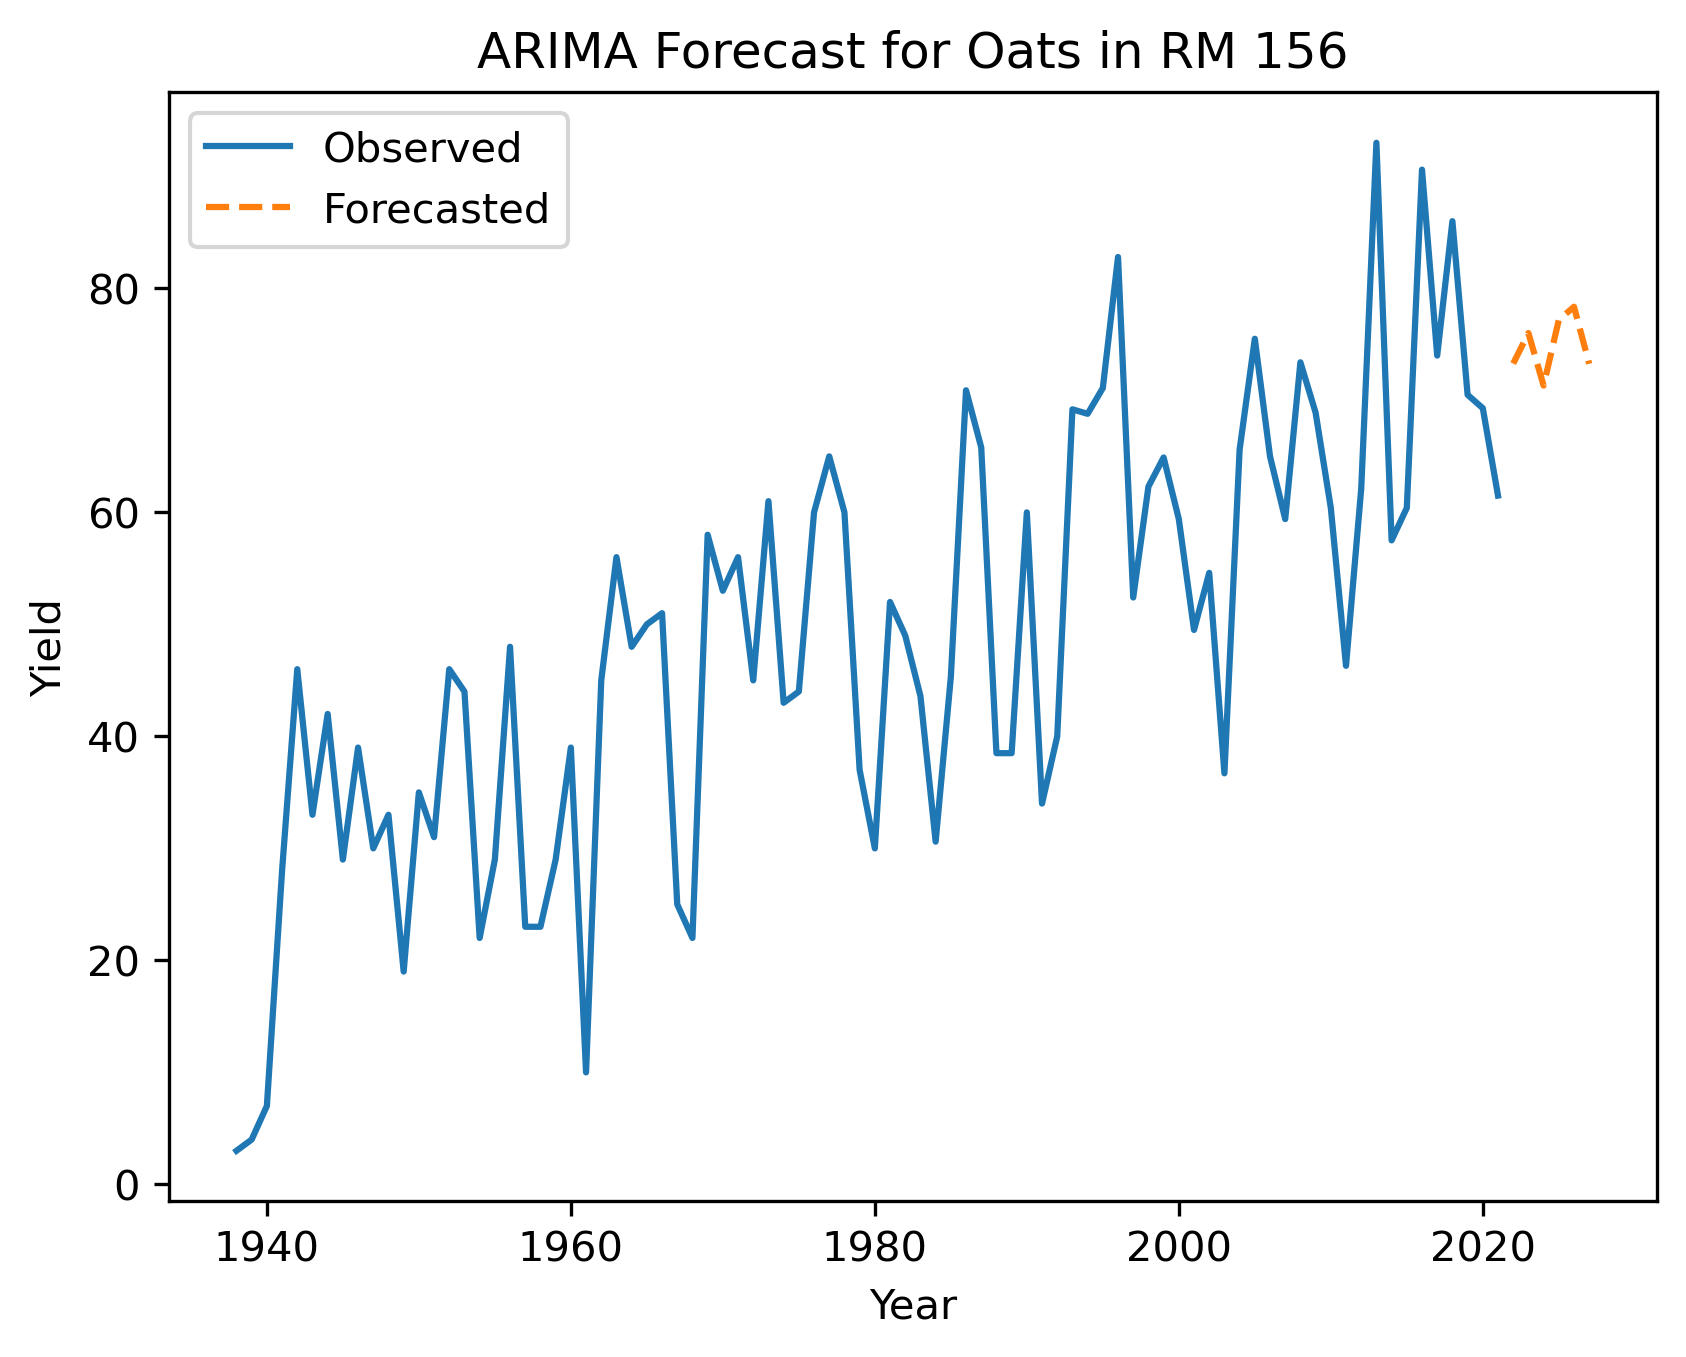 ARIMA Forecast for Oats in RM 156
Observed
Forecasted
80
60
40
20
0
Yield
1940 1960 1980 2000 2020
Year